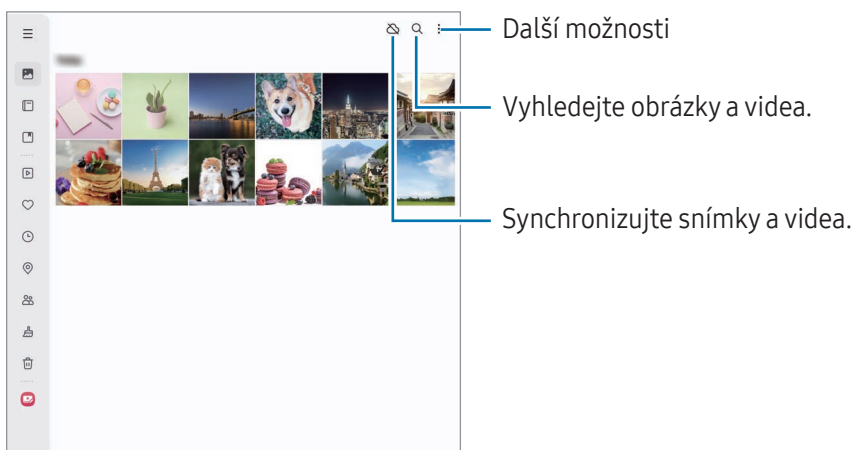 Další možnosti
Vyhledejte obrázky a videa.
Synchronizujte snímky a videa.